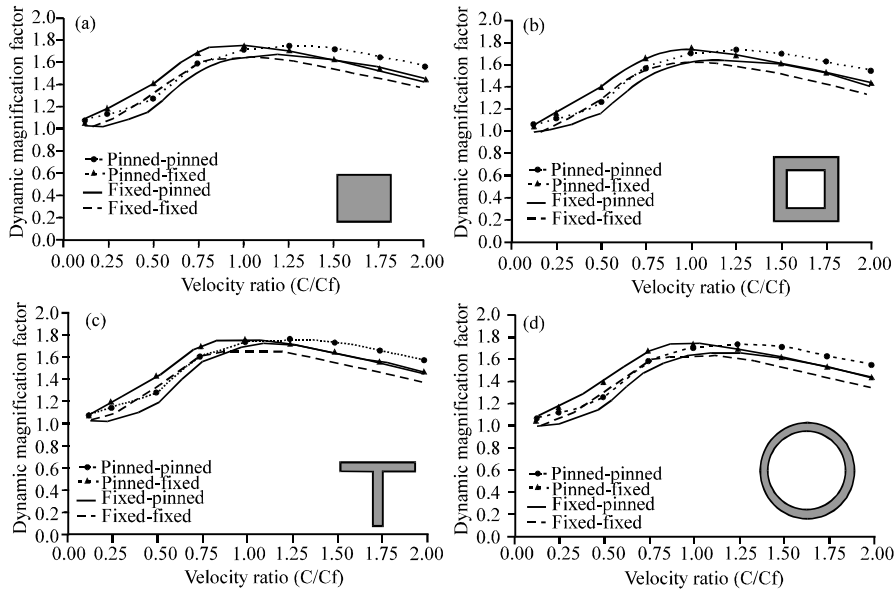 (a)
Dynamic magnification factor
2.0
1.8
1.6
1.4
1.2
1.0
1.8
0.6
0.4
0.2
0.0
Pinned-pinned
Pinned-fixed
Fixed-pinned
Fixed-fixed
0.00 0.25 0.50 0.75 1.00 1.25 1.50 1.75 2.00
Velocity ratio (C/Cf)
(b)
Dynamic magnification factor
2.0
1.8
1.6
1.4
1.2
1.0
1.8
0.6
0.4
0.2
0.0
Pinned-pinned
Pinned-fixed
Fixed-pinned
Fixed-fixed
0.00 0.25 0.50 0.75 1.00 1.25 1.50 1.75 2.00
Velocity ratio (C/Cf)
(c)
Dynamic magnification factor
2.0
1.8
1.6
1.4
1.2
1.0
1.8
0.6
0.4
1.2
0.0
Pinned-pinned
Pinned-fixed
Fixed-pinned
Fixed-fixed
0.00 0.25 0.50 0.75 1.00 1.25 1.50 1.75 2.00
Velocity ratio (C/Cf)
(d)
Dynamic magnification factor
2.0
1.8
1.6
1.4
1.2
1.0
1.8
0.6
0.4
1.2
0.0
Pinned-pinned
Pinned-fixed
Fixed-pinned
Fixed-fixed
0.00 0.25 0.50 0.75 1.00 1.25 1.50 1.75 2.00
Velocity ratio (C/Cf)